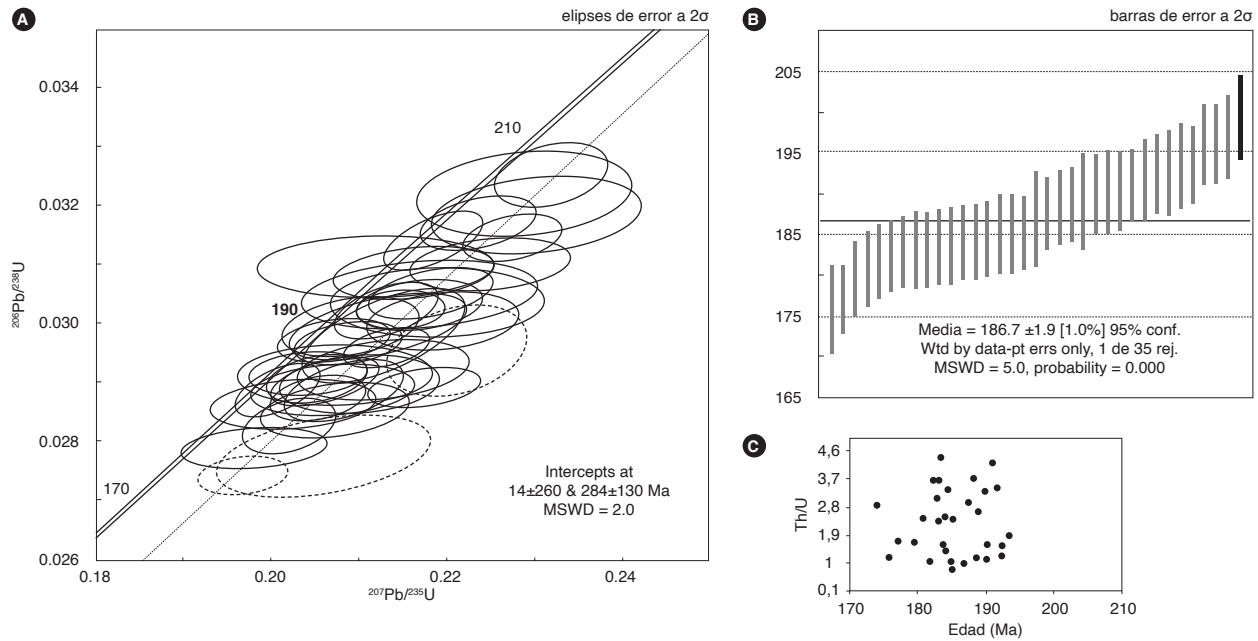 A
elipses de error a 2σ
0.034
0.032
0.030
0.028
0.026
206Pb/238U
210
190
170
Intercepts at
14±260 & 284±130 Ma
MSWD = 2.0
0.18
0.20
0.22
0.24
207Pb/235U
B
barras de error a 2σ
205
195
185
175
165
Media = 186.7 ±1.9 [1.0%] 95% conf.
Wtd by data-pt errs only, 1 de 35 rej.
MSWD = 5.0, probability = 0.000
C
4,6
3,7
2,8
1,9
1
0,1
Th/U
170
180
190
200
210
Edad (Ma)